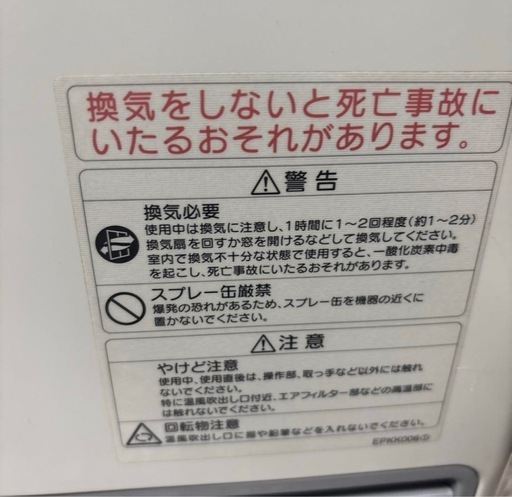 換気をしないと死亡事故に
いたるおそれがあります。
⚠警告
換気必要
使用中は換気に注意し、1時間に1～2回程度(約1～2分)
換気扇を回すか窓を開けるなどして換気してください。
室内で換気不十分な状態で使用すると、一酸化炭素中毒
を起こし、死亡事故にいたるおそれがあります。
スプレー缶厳禁
爆発の恐れがあるため、スプレー缶を機器の近くに
置かないでください。
⚠注意
やけど注意
使用中、使用直後は、操作部、取っ手など以外には触れ
ないでください。
特に温風吹出し口付近、エアフィルター部などの高温部に
は触れないでください。
回転物注意
温風吹出し口に指や鉛筆などを入れないでください。
EPKK006